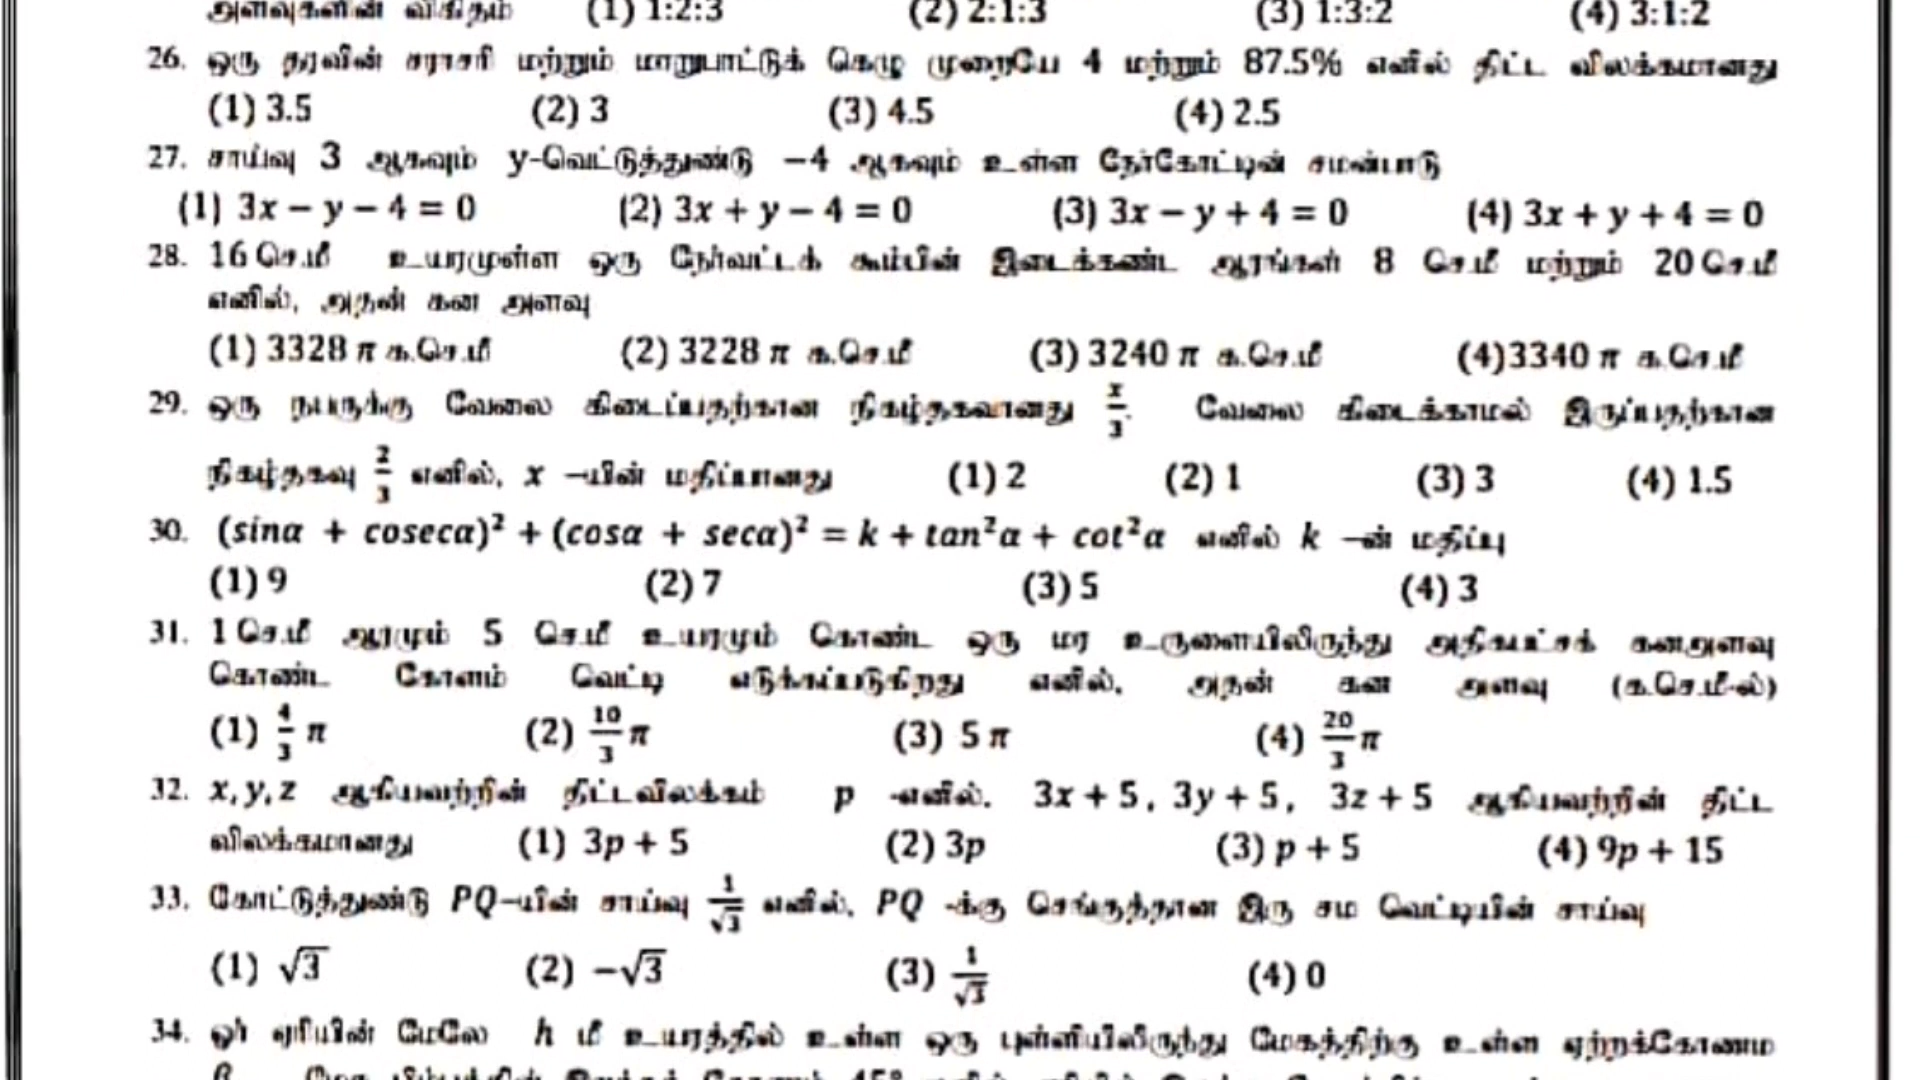 அளவுகளின் விகிதம் (1) 1:2:3 (2) 2:1:3 (3) 1:3:2 (4) 3:1:2
26. ஒரு தரவின் சராசரி மற்றும் மாறுபாட்டுக் கெழு முறையே 4 மற்றும் 87.5% எனில் திட்ட விலக்கமானது
(1) 3.5 (2) 3 (3) 4.5 (4) 2.5
27. சாய்வு 3 ஆகவும் y-வெட்டுத்துண்டு −4 ஆகவும் உள்ள நேர்கோட்டின் சமன்பாடு
(1) 3x − y − 4 = 0 (2) 3x + y − 4 = 0 (3) 3x − y + 4 = 0 (4) 3x + y + 4 = 0
28. 16 செ.மீ உயரமுள்ள ஒரு நேர்வட்டக் கூம்பின் இடைக்கண்ட ஆரங்கள் 8 செ.மீ மற்றும் 20 செ.மீ
எனில், அதன் கன அளவு
(1) 3328 π க.செ.மீ (2) 3228 π க.செ.மீ (3) 3240 π க.செ.மீ (4)3340 π க.செ.மீ
29. ஒரு நபருக்கு வேலை கிடைப்பதற்கான நிகழ்தகவானது x/3. வேலை கிடைக்காமல் இருப்பதற்கான
நிகழ்தகவு 2/3 எனில், x −யின் மதிப்பானது (1) 2 (2) 1 (3) 3 (4) 1.5
30. (sinα + cosecα)² + (cosα + secα)² = k + tan²α + cot²α எனில் k −ன் மதிப்பு
(1) 9 (2) 7 (3) 5 (4) 3
31. 1 செ.மீ ஆரமும் 5 செ.மீ உயரமும் கொண்ட ஒரு மர உருளையிலிருந்து அதிகபட்சக் கனஅளவு
கொண்ட கோளம் வெட்டி எடுக்கப்படுகிறது எனில், அதன் கன அளவு (க.செ.மீ-ல்)
(1) 4/3 π (2) 10/3 π (3) 5 π (4) 20/3 π
32. x, y, z ஆகியவற்றின் திட்டவிலக்கம் p -எனில். 3x + 5, 3y + 5, 3z + 5 ஆகியவற்றின் திட்ட
விலக்கமானது (1) 3p + 5 (2) 3p (3) p + 5 (4) 9p + 15
33. கோட்டுத்துண்டு PQ−யின் சாய்வு 1/√3 எனில், PQ -க்கு செங்குத்தான இரு சம வெட்டியின் சாய்வு
(1) √3 (2) −√3 (3) 1/√3 (4) 0
34. ஓர் ஏரியின் மேலே h மீ உயரத்தில் உள்ள ஒரு புள்ளியிலிருந்து மேகத்திற்கு உள்ள ஏற்றக்கோணம்